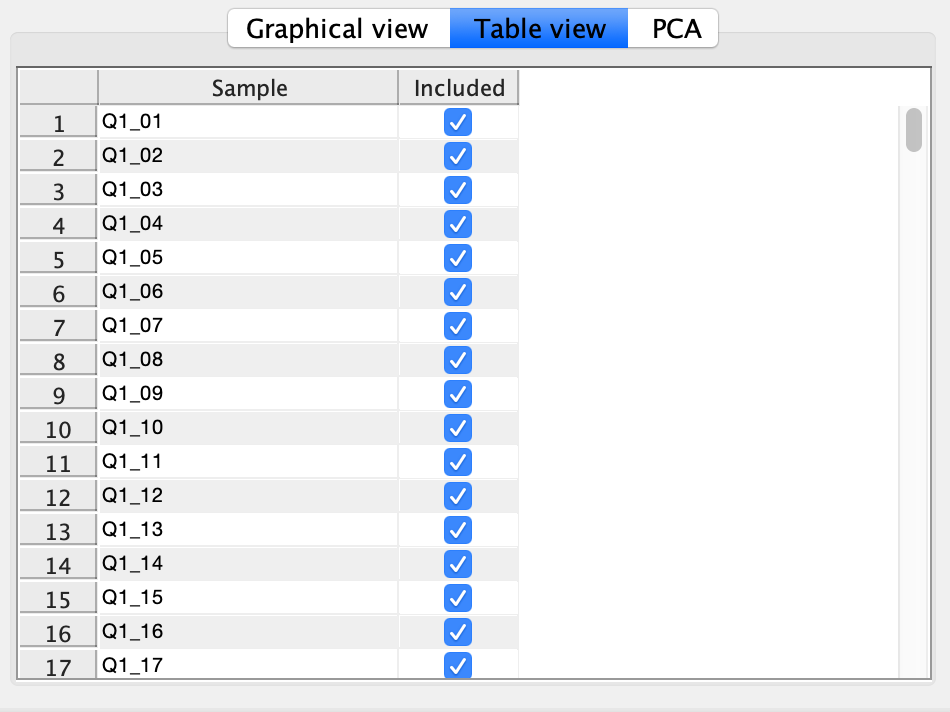 Graphical view Table view PCA
Sample Included
1 Q1_01
2 Q1_02
3 Q1_03
4 Q1_04
5 Q1_05
6 Q1_06
7 Q1_07
8 Q1_08
9 Q1_09
10 Q1_10
11 Q1_11
12 Q1_12
13 Q1_13
14 Q1_14
15 Q1_15
16 Q1_16
17 Q1_17